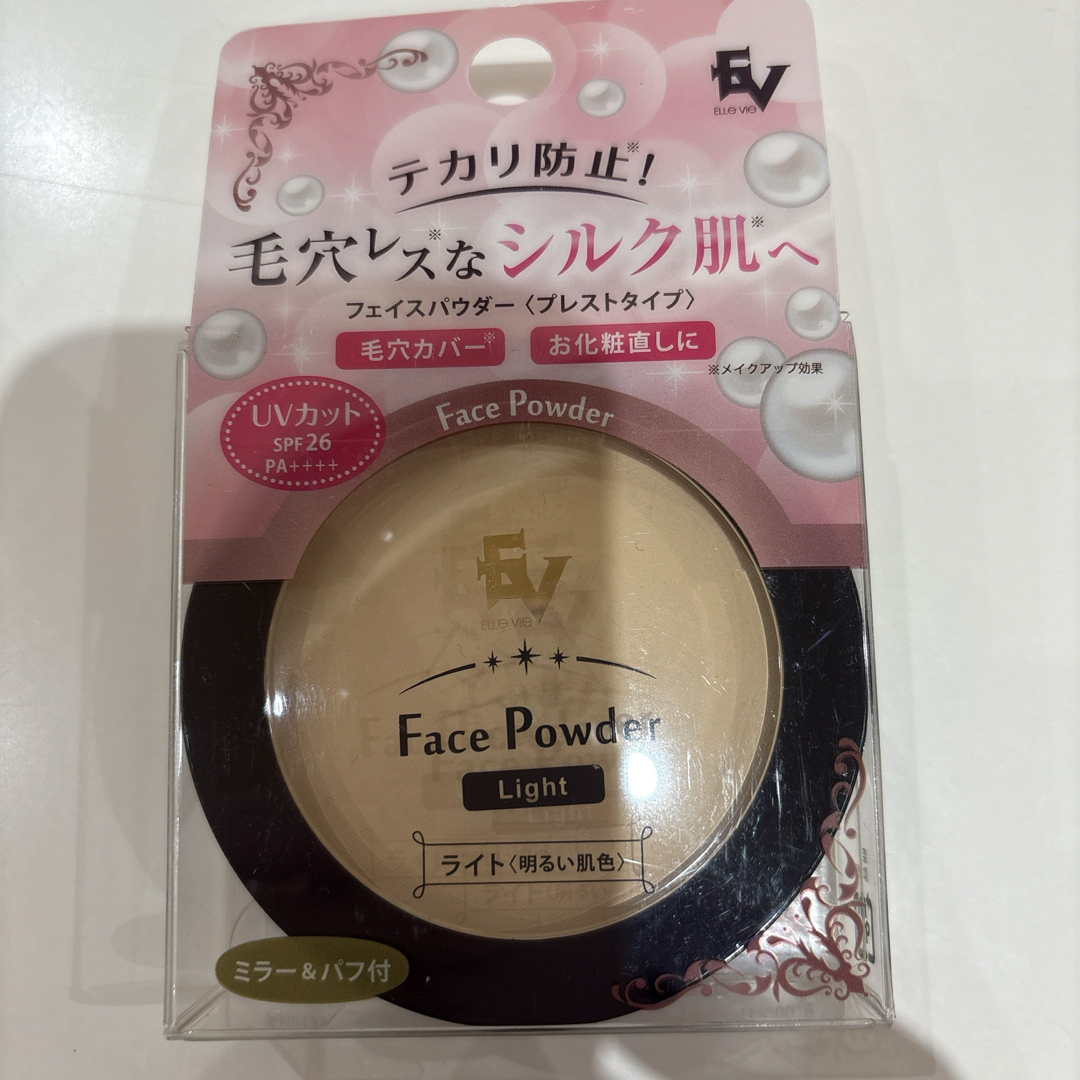 EV
ELLE VIE
テカリ防止※!
毛穴レス※なシルク肌※へ
フェイスパウダー〈プレストタイプ〉
毛穴カバー※
お化粧直しに
※メイクアップ効果
UVカット
SPF26
PA++++
Face Powder
EV
ELLE VIE
Face Powder
Light
ライト〈明るい肌色〉
ミラー&パフ付